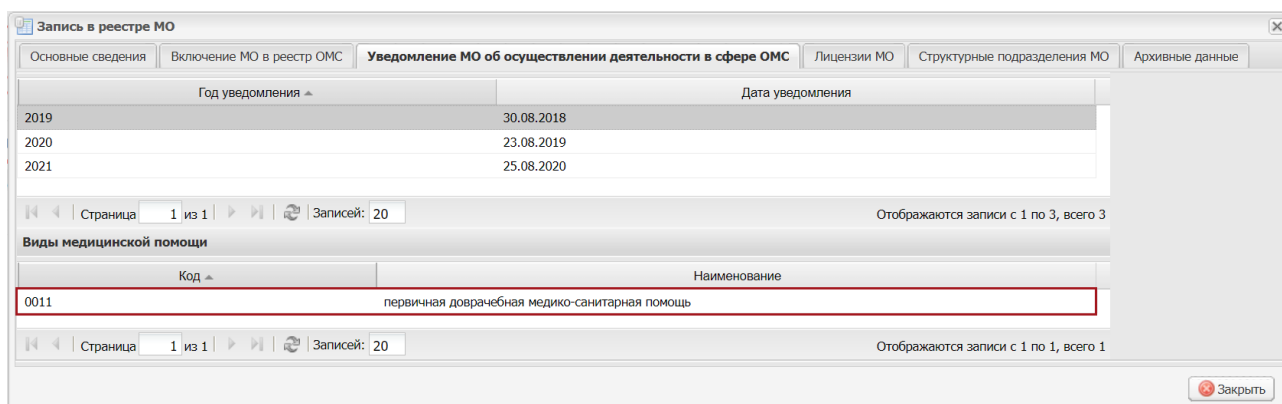 Запись в реестре МО
Основные сведения Включение МО в реестр ОМС Уведомление МО об осуществлении деятельности в сфере ОМС Лицензии МО Структурные подразделения МО Архивные данные
Год уведомления Дата уведомления
2019 30.08.2018
2020 23.08.2019
2021 25.08.2020
Страница 1 из 1 Записей: 20 Отображаются записи с 1 по 3, всего 3
Виды медицинской помощи
Код Наименование
0011 первичная доврачебная медико-санитарная помощь
Страница 1 из 1 Записей: 20 Отображаются записи с 1 по 1, всего 1
Закрыть